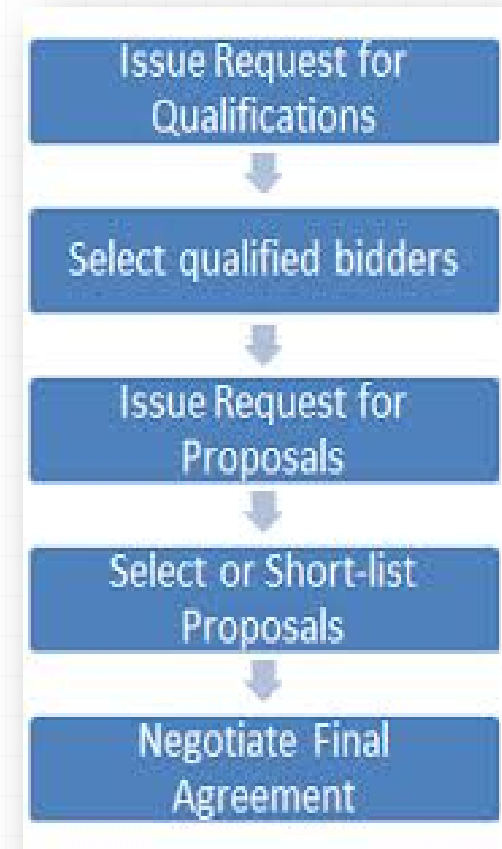 Issue Request for
Qualifications
Select qualified bidders
Issue Request for
Proposals
Select or Short-list
Proposals
Negotiate Final
Agreement